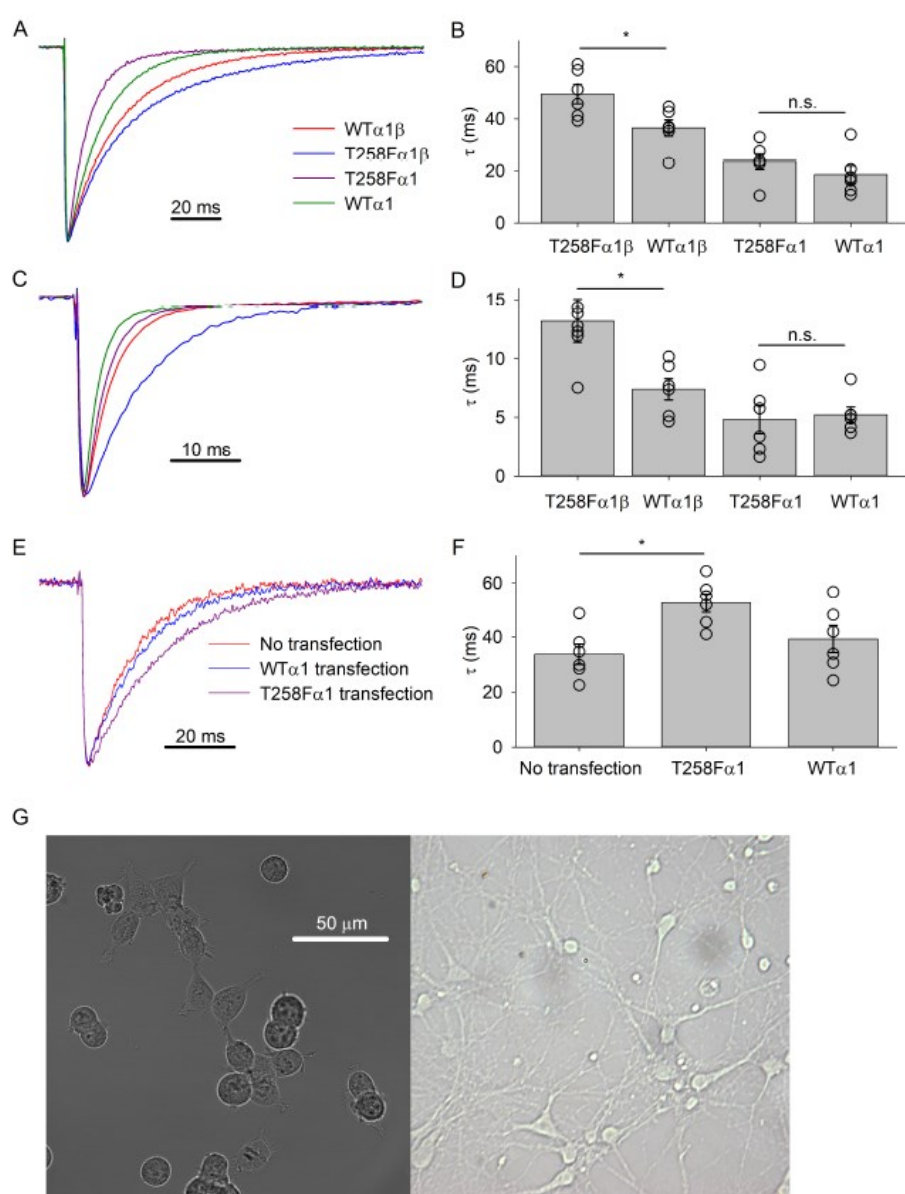 A
WTα1β
T258Fα1β
T258Fα1
WTα1
20 ms
B
τ (ms)
60
40
20
0
*
n.s.
T258Fα1β WTα1β T258Fα1 WTα1
C
10 ms
D
τ (ms)
15
10
5
0
*
n.s.
T258Fα1β WTα1β T258Fα1 WTα1
E
No transfection
WTα1 transfection
T258Fα1 transfection
20 ms
F
τ (ms)
60
40
20
0
*
No transfection T258Fα1 WTα1
G
50 μm